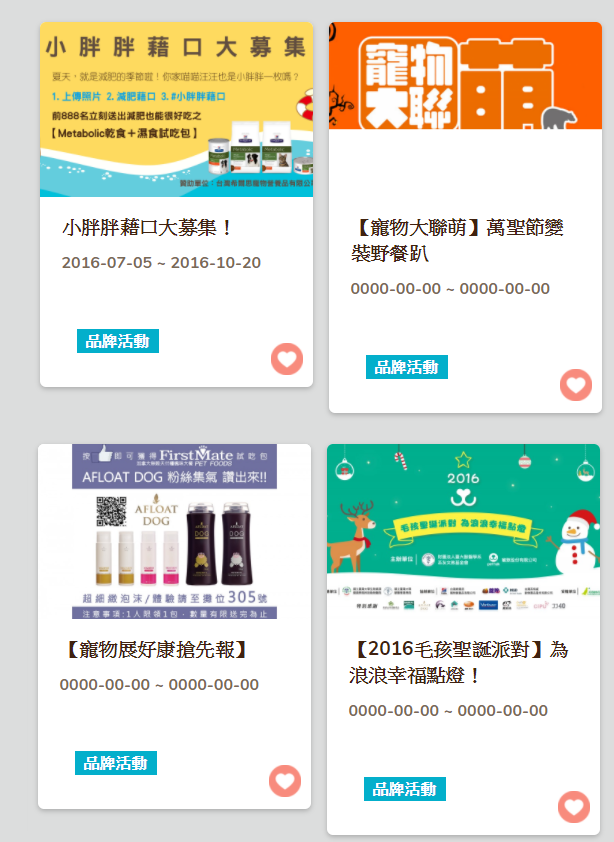 小胖胖藉口大募集
夏天，就是減肥的季節啦！你家喵喵汪汪也是小胖胖一枚嗎？
1.上傳照片 2.減肥藉口 3.#小胖胖藉口
前888名立刻送出減肥也能很好吃之
【Metabolic乾食＋濕食試吃包】
贊助單位：台灣希爾思寵物營養品有限公
小胖胖藉口大募集！
2016-07-05 ~ 2016-10-20
品牌活動
寵物
大聯
萌
【寵物大聯萌】萬聖節變
裝野餐趴
0000-00-00 ~ 0000-00-00
品牌活動
按 即可獲得 FirstMate 試吃包
PET FOODS
AFLOAT DOG 粉絲集氣 讚出來!!
AFLOAT
DOG
超細緻泡沫/體驗請至攤位305號
注意事項:1人限領1包，數量有限送完為止
【寵物展好康搶先報】
0000-00-00 ~ 0000-00-00
品牌活動
2016
毛孩聖誕派對 為浪浪幸福點燈
主辦單位
特別感謝
【2016毛孩聖誕派對】為
浪浪幸福點燈！
0000-00-00 ~ 0000-00-00
品牌活動